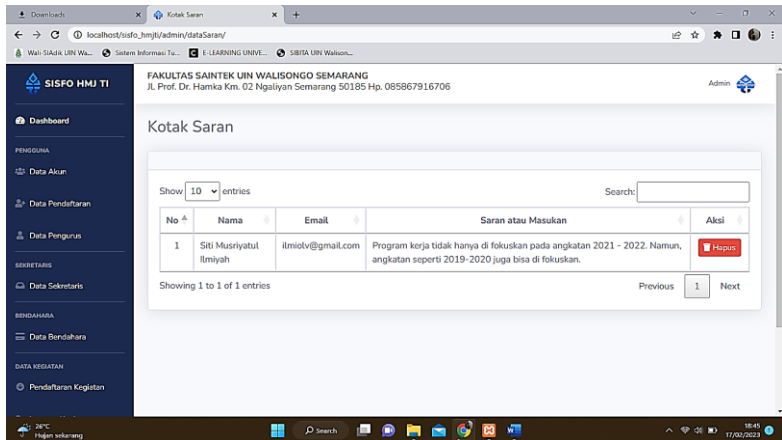 Downloads
Kotak Saran
localhost/sisfo_hmjti/admin/dataSaran/
Wali-SIAdik UIN Wa...
Sistem Informasi Tu...
E-LEARNING UNIVE...
SIBITA UIN Walison...
SISFO HMJ TI
FAKULTAS SAINTEK UIN WALISONGO SEMARANG
Jl. Prof. Dr. Hamka Km. 02 Ngaliyan Semarang 50185 Hp. 085867916706
Admin
Dashboard
PENGGUNA
Data Akun
Data Pendaftaran
Data Pengurus
SEKRETARIS
Data Sekretaris
BENDAHARA
Data Bendahara
DATA KEGIATAN
Pendaftaran Kegiatan
Kotak Saran
Show 10 entries
Search:
No Nama Email Saran atau Masukan Aksi
1 Siti Musriyatul ilmiolv@gmail.com Program kerja tidak hanya di fokuskan pada angkatan 2021 - 2022. Namun, Hapus
Ilmiyah angkatan seperti 2019-2020 juga bisa di fokuskan.
Showing 1 to 1 of 1 entries
Previous 1 Next
26°C
Hujan sekarang
Search
18:45
17/02/2023